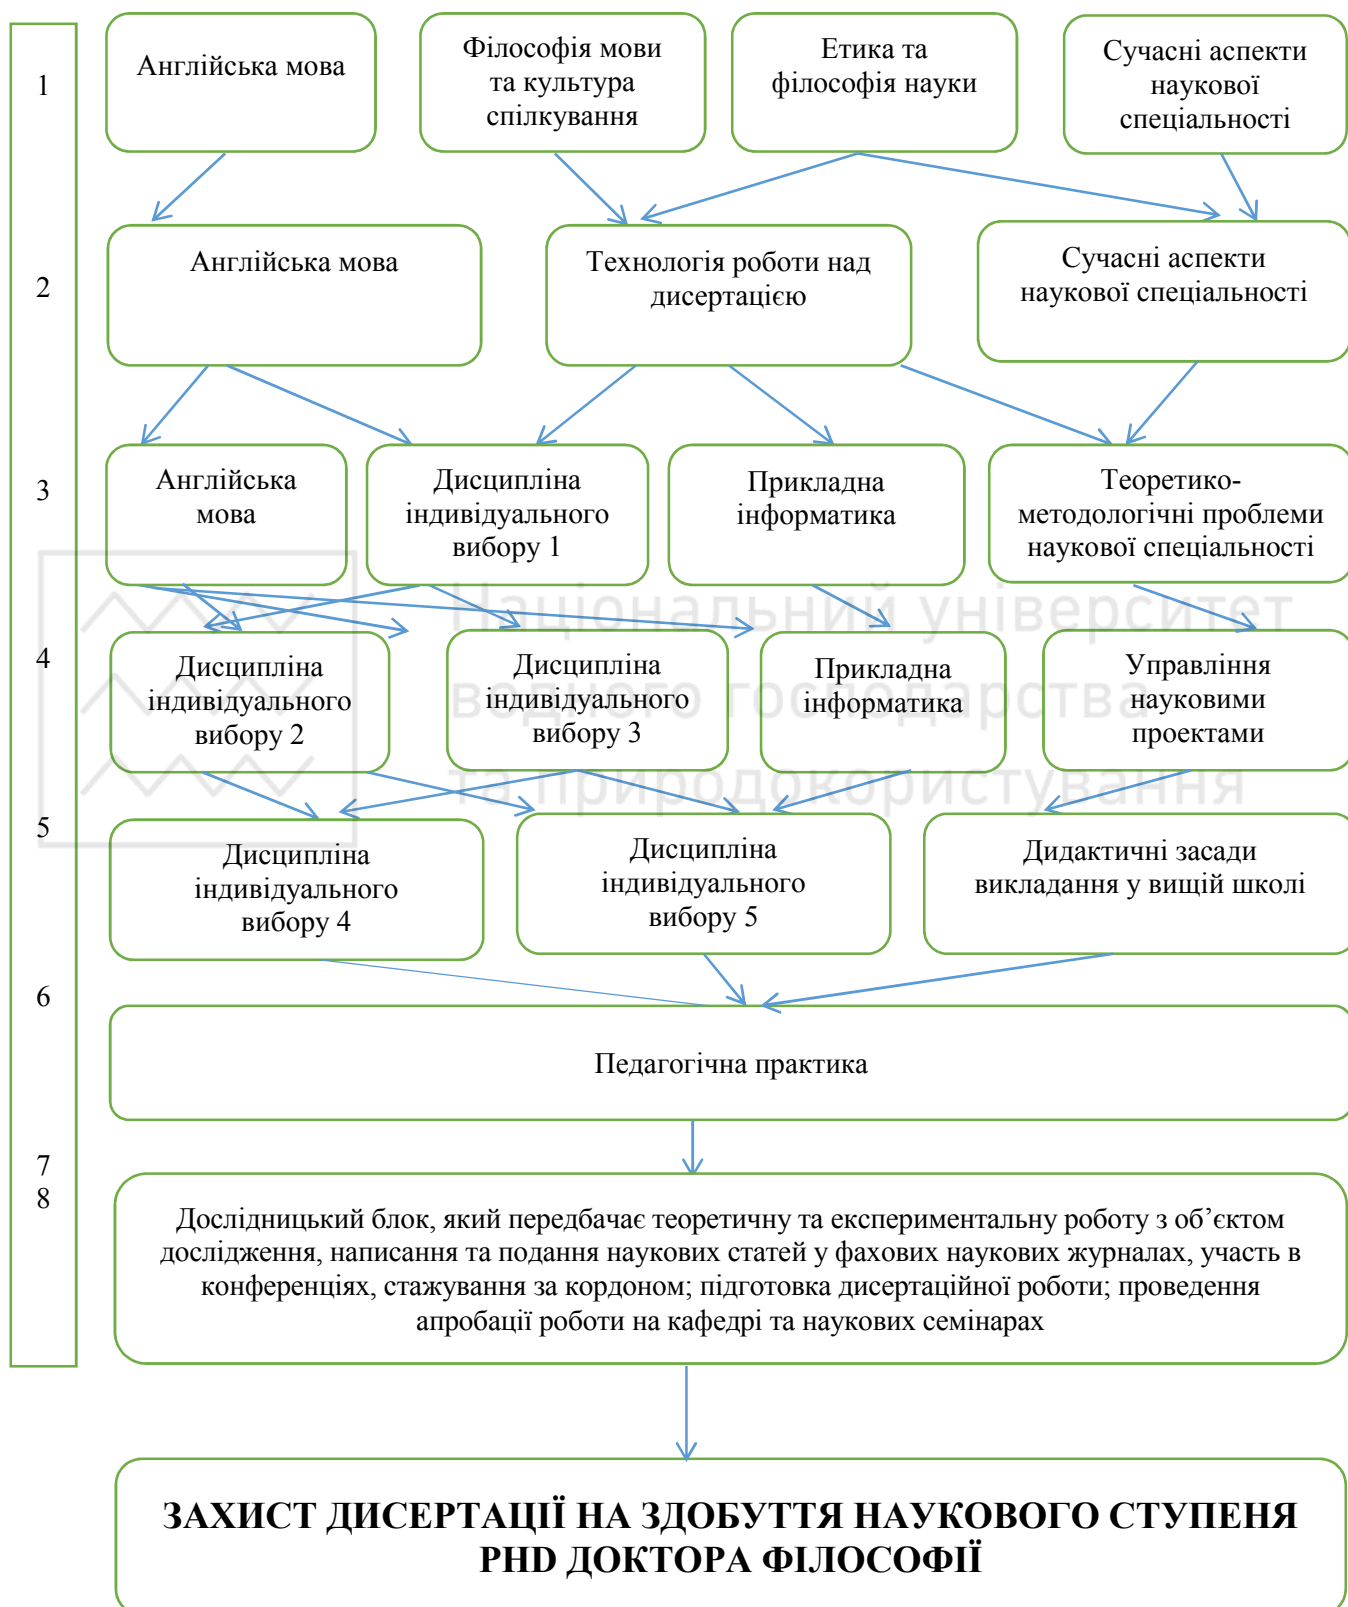 1
Англійська мова
Філософія мови
та культура
спілкування
Етика та
філософія науки
Сучасні аспекти
наукової
спеціальності
2
Англійська мова
Технологія роботи над
дисертацією
Сучасні аспекти
наукової спеціальності
3
Англійська
мова
Дисципліна
індивідуального
вибору 1
Прикладна
інформатика
Теоретико-
методологічні проблеми
наукової спеціальності
Національний університет
водного господарства
та природокористування
4
Дисципліна
індивідуального
вибору 2
Дисципліна
індивідуального
вибору 3
Прикладна
інформатика
Управління
науковими
проектами
5
Дисципліна
індивідуального
вибору 4
Дисципліна
індивідуального
вибору 5
Дидактичні засади
викладання у вищій школі
6
Педагогічна практика
7
8
Дослідницький блок, який передбачає теоретичну та експериментальну роботу з об’єктом
дослідження, написання та подання наукових статей у фахових наукових журналах, участь в
конференціях, стажування за кордоном; підготовка дисертаційної роботи; проведення
апробації роботи на кафедрі та наукових семінарах
ЗАХИСТ ДИСЕРТАЦІЇ НА ЗДОБУТТЯ НАУКОВОГО СТУПЕНЯ
PHD ДОКТОРА ФІЛОСОФІЇ